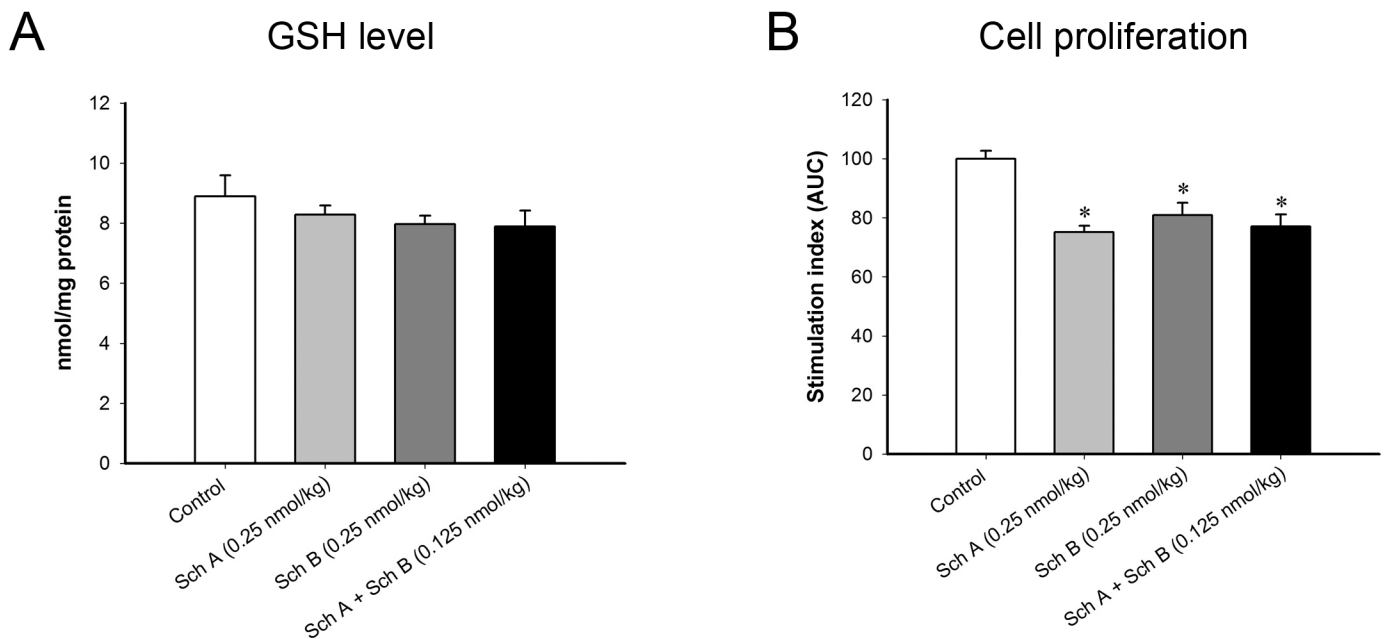 A
GSH level
nmol/mg protein
12
10
8
6
4
2
0
Control
Sch A (0.25 nmol/kg)
Sch B (0.25 nmol/kg)
Sch A + Sch B (0.125 nmol/kg)
B
Cell proliferation
Stimulation index (AUC)
120
100
80
60
40
20
0
*
*
*
Control
Sch A (0.25 nmol/kg)
Sch B (0.25 nmol/kg)
Sch A + Sch B (0.125 nmol/kg)